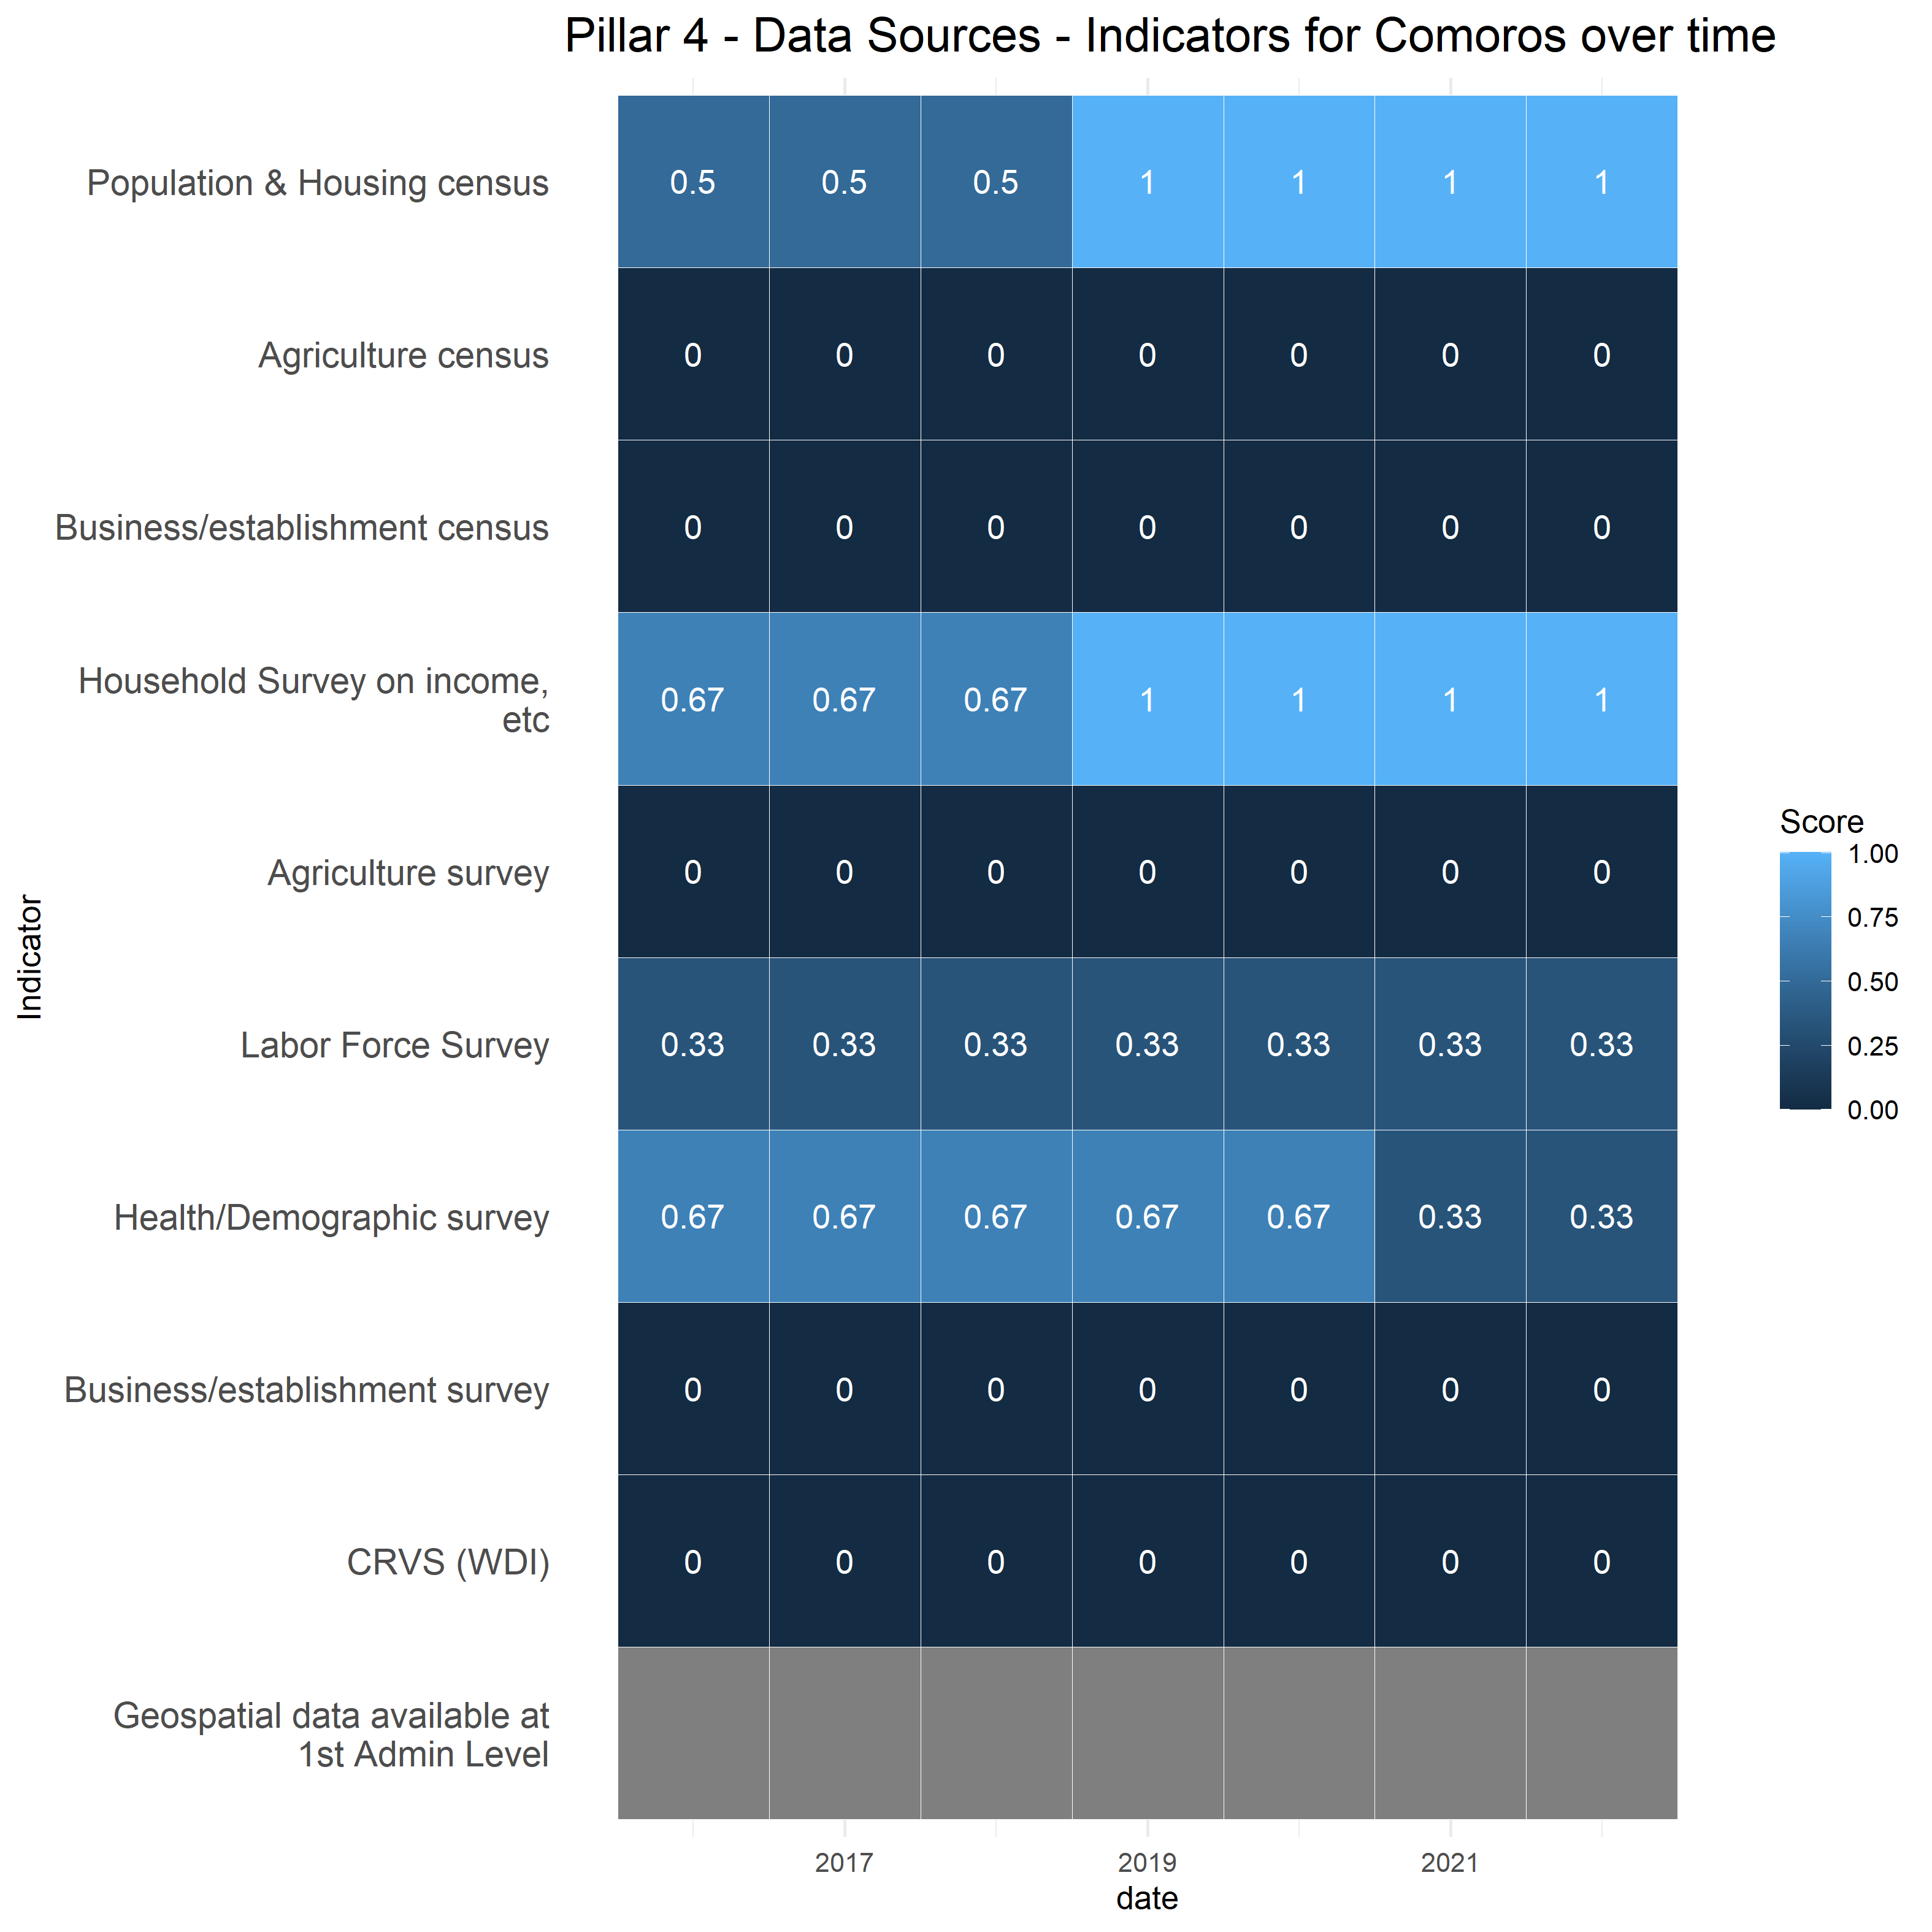 Pillar 4 - Data Sources - Indicators for Comoros over time
Population & Housing census
0.5 0.5 0.5 1 1 1 1
Agriculture census
0 0 0 0 0 0 0
Business/establishment census
0 0 0 0 0 0 0
Household Survey on income,
etc
0.67 0.67 0.67 1 1 1 1
Agriculture survey
0 0 0 0 0 0 0
Labor Force Survey
0.33 0.33 0.33 0.33 0.33 0.33 0.33
Health/Demographic survey
0.67 0.67 0.67 0.67 0.67 0.33 0.33
Business/establishment survey
0 0 0 0 0 0 0
CRVS (WDI)
0 0 0 0 0 0 0
Geospatial data available at
1st Admin Level
2017 2019 2021
date
Indicator
Score
1.00
0.75
0.50
0.25
0.00